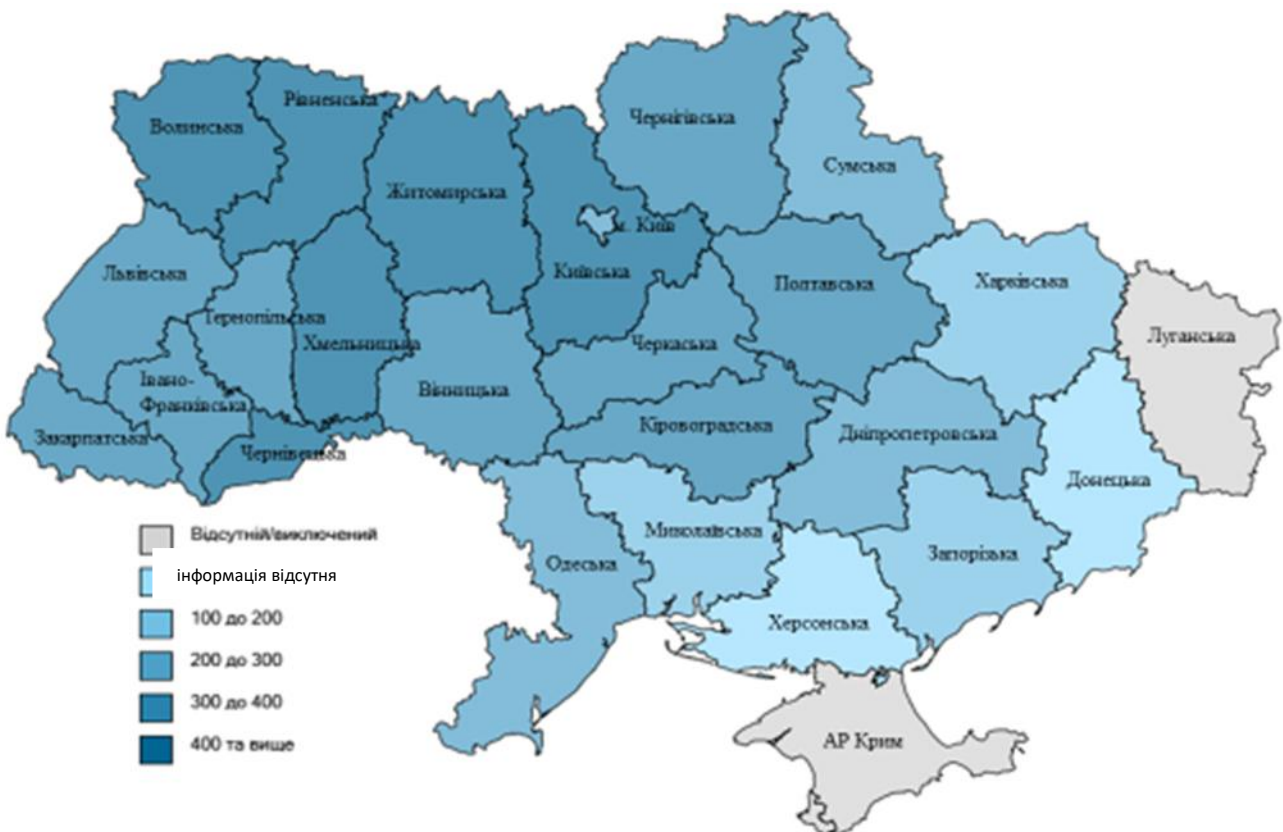 Волинська
Рівненська
Житомирська
Чернігівська
Сумська
м. Київ
Київська
Львівська
Тернопільська
Хмельницька
Вінницька
Черкаська
Полтавська
Харківська
Луганська
Івано-
Франківська
Закарпатська
Чернівецька
Кіровоградська
Дніпропетровська
Донецька
Одеська
Миколаївська
Запорізька
Херсонська
АР Крим
Відсутній/виключений
інформація відсутня
100 до 200
200 до 300
300 до 400
400 та вище